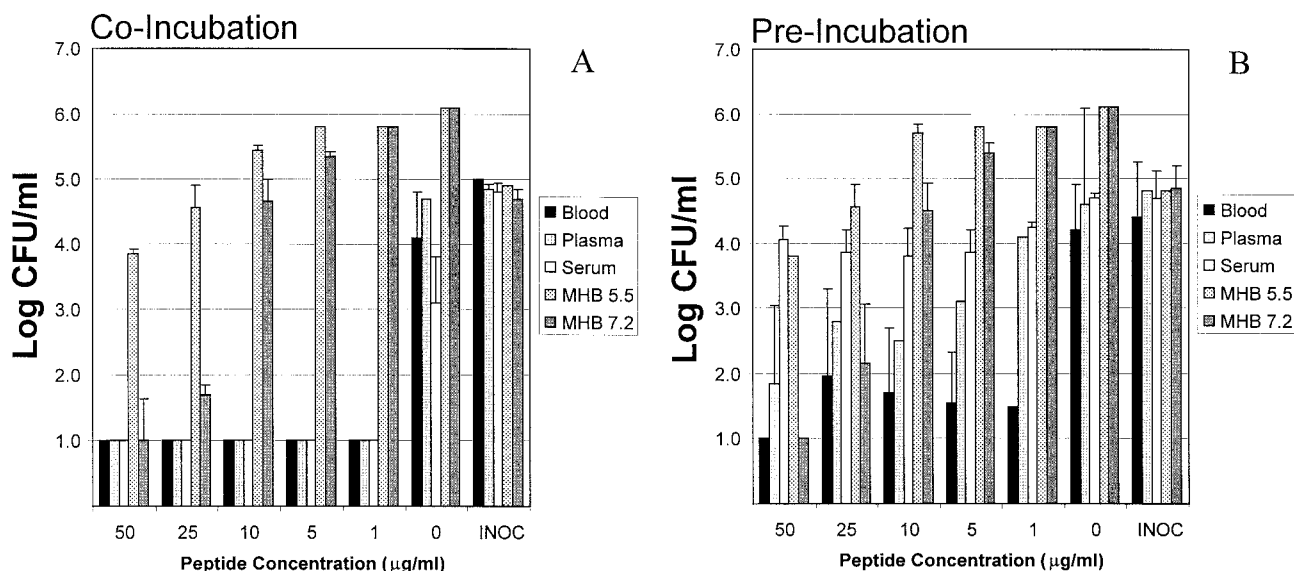 Co-Incubation
A
7.0
6.0
5.0
4.0
3.0
2.0
1.0
Log CFU/ml
50 25 10 5 1 0 INOC
Peptide Concentration (µg/ml)
Blood
Plasma
Serum
MHB 5.5
MHB 7.2
Pre-Incubation
B
7.0
6.0
5.0
4.0
3.0
2.0
1.0
Log CFU/ml
50 25 10 5 1 0 INOC
Peptide Concentration (µg/ml)
Blood
Plasma
Serum
MHB 5.5
MHB 7.2